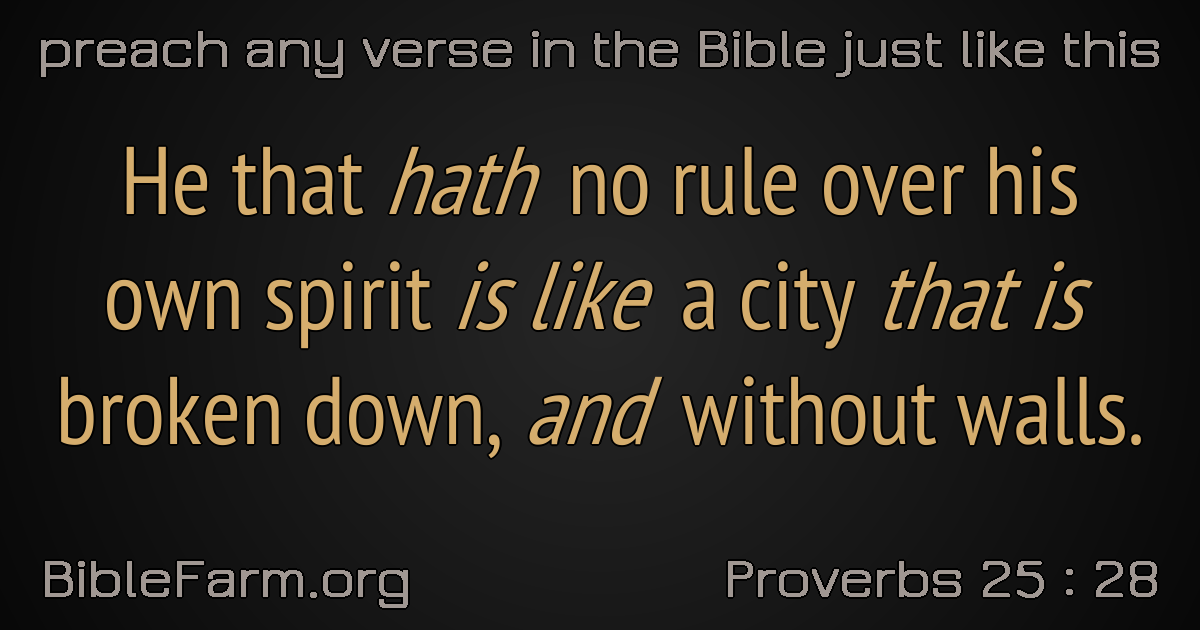 preach any verse in the Bible just like this
He that hath no rule over his
own spirit is like a city that is
broken down, and without walls.
BibleFarm.org
Proverbs 25 : 28